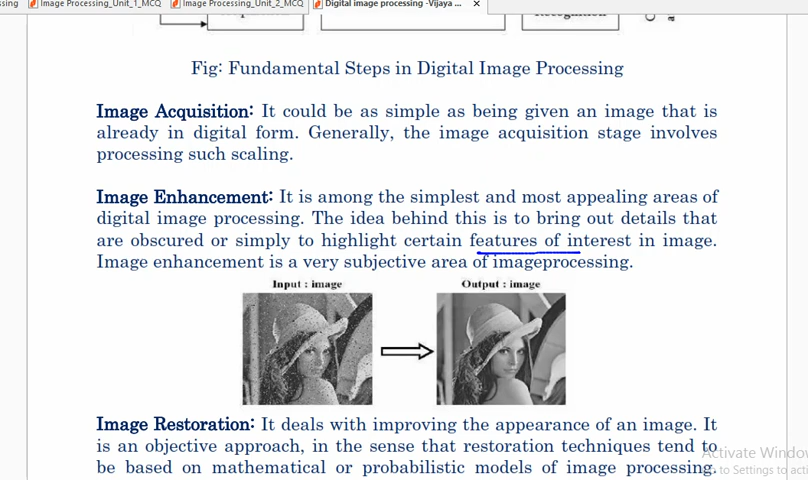 ssing
Image Processing_Unit_1_MCQ
Image Processing_Unit_2_MCQ
Digital image processing -Vijaya ...
Recognition
Fig: Fundamental Steps in Digital Image Processing
Image Acquisition: It could be as simple as being given an image that is
already in digital form. Generally, the image acquisition stage involves
processing such scaling.
Image Enhancement: It is among the simplest and most appealing areas of
digital image processing. The idea behind this is to bring out details that
are obscured or simply to highlight certain features of interest in image.
Image enhancement is a very subjective area of imageprocessing.
Input : image Output : image
Image Restoration: It deals with improving the appearance of an image. It
is an objective approach, in the sense that restoration techniques tend to
be based on mathematical or probabilistic models of image processing.
Activate Window
to Settings to acti